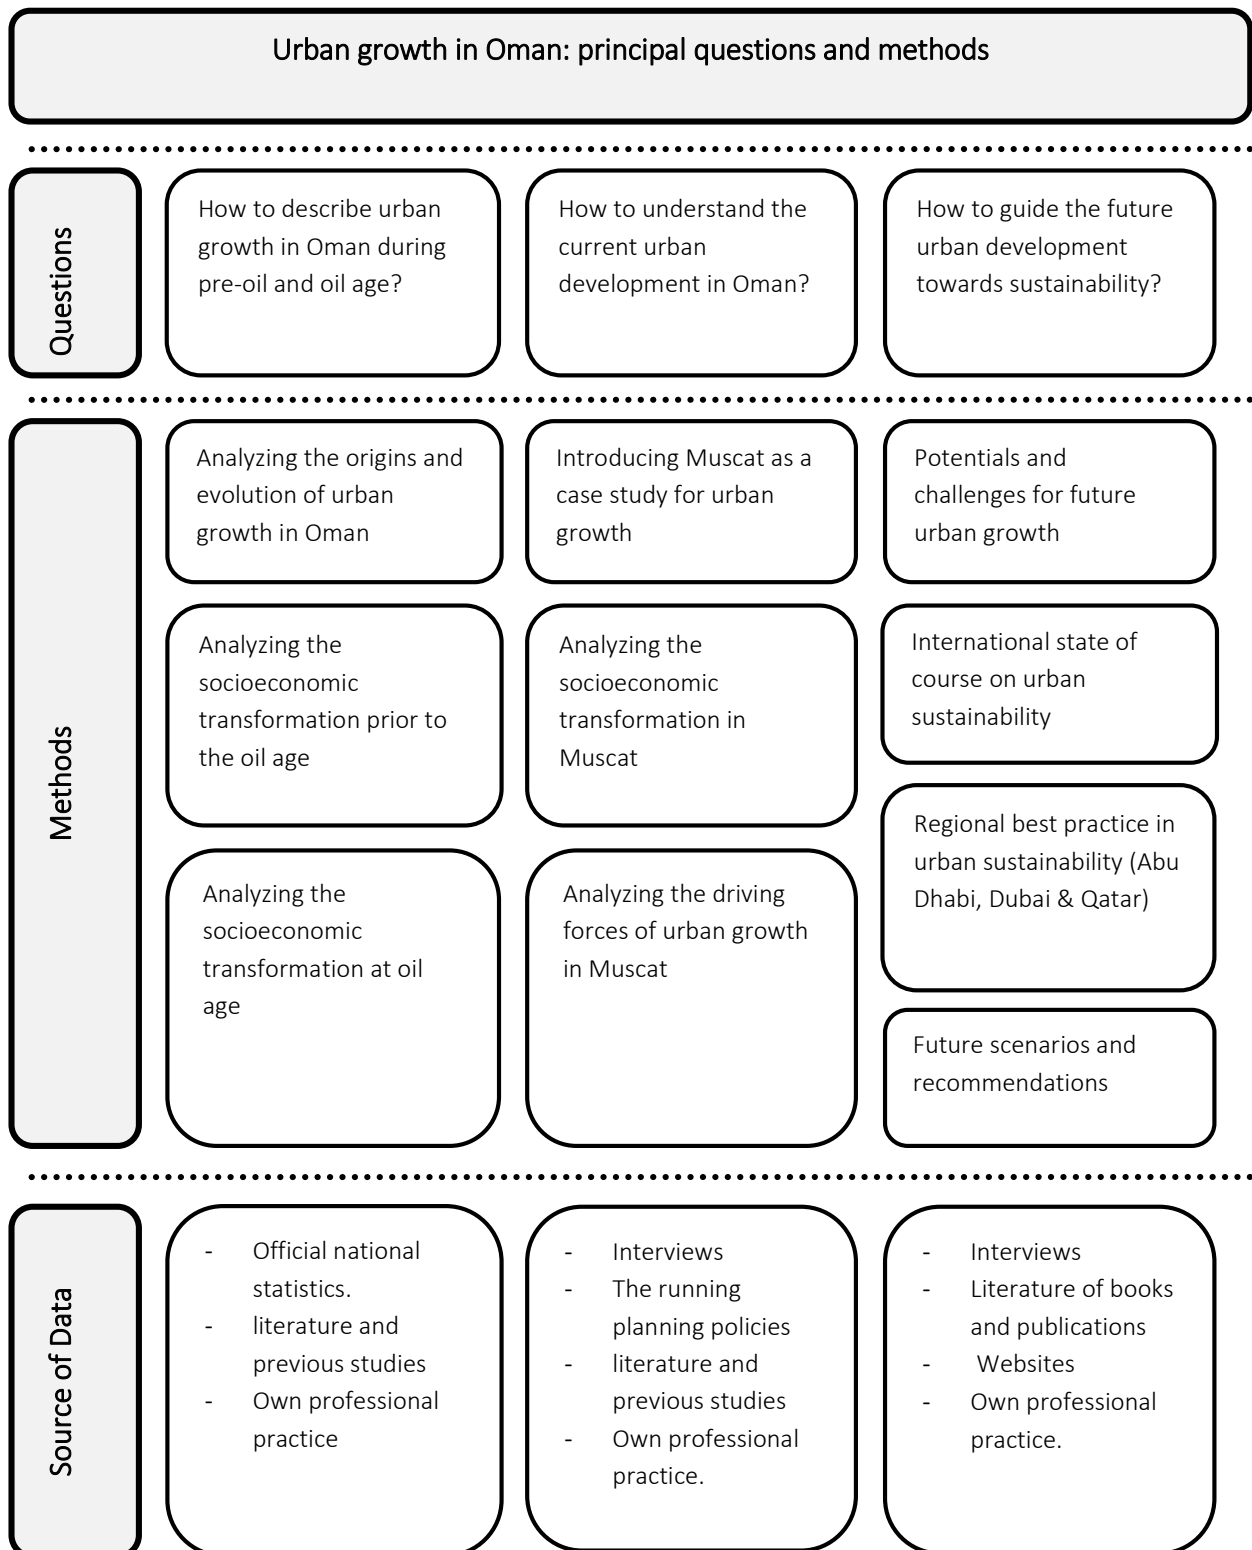 Urban growth in Oman: principal questions and methods
Questions
How to describe urban
growth in Oman during
pre-oil and oil age?
How to understand the
current urban
development in Oman?
How to guide the future
urban development
towards sustainability?
Methods
Analyzing the origins and
evolution of urban
growth in Oman
Introducing Muscat as a
case study for urban
growth
Potentials and
challenges for future
urban growth
Analyzing the
socioeconomic
transformation prior to
the oil age
Analyzing the
socioeconomic
transformation in
Muscat
International state of
course on urban
sustainability
Analyzing the
socioeconomic
transformation at oil
age
Analyzing the driving
forces of urban growth
in Muscat
Regional best practice in
urban sustainability (Abu
Dhabi, Dubai & Qatar)
Future scenarios and
recommendations
Source of Data
- Official national
statistics.
- literature and
previous studies
- Own professional
practice
- Interviews
- The running
planning policies
- literature and
previous studies
- Own professional
practice.
- Interviews
- Literature of books
and publications
- Websites
- Own professional
practice.